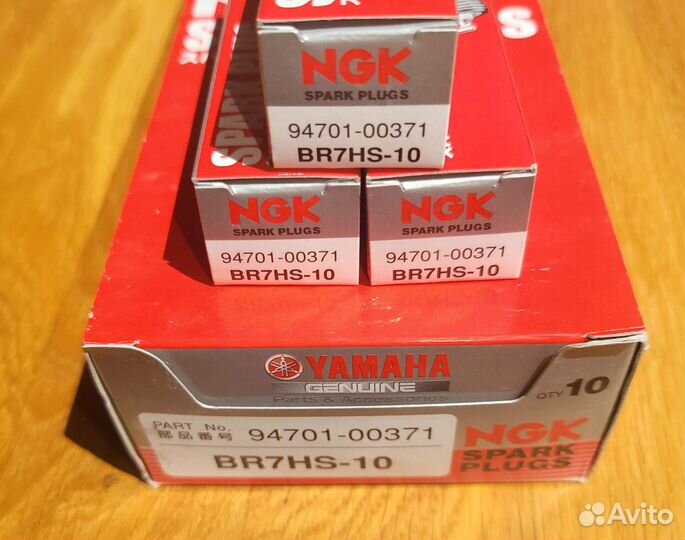 NGK
SPARK PLUGS
94701-00371
BR7HS-10
NGK
SPARK PLUGS
94701-00371
BR7HS-10
NGK
SPARK PLUGS
94701-00371
BR7HS-10
YAMAHA
GENUINE
Parts & Accessories
QTY 10
PART No.
部品番号 94701-00371
BR7HS-10
NGK
SPARK
PLUGS
Avito